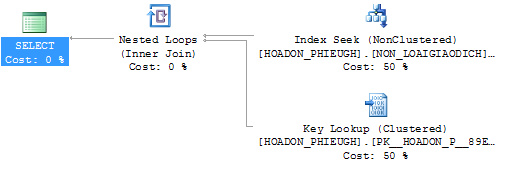 SELECT
Cost: 0 %
Nested Loops
(Inner Join)
Cost: 0 %
Index Seek (NonClustered)
[HOADON_PHIEUGH].[NON_LOAIGIAODICH]…
Cost: 50 %
Key Lookup (Clustered)
[HOADON_PHIEUGH].[PK__HOADON_P__89E…
Cost: 50 %